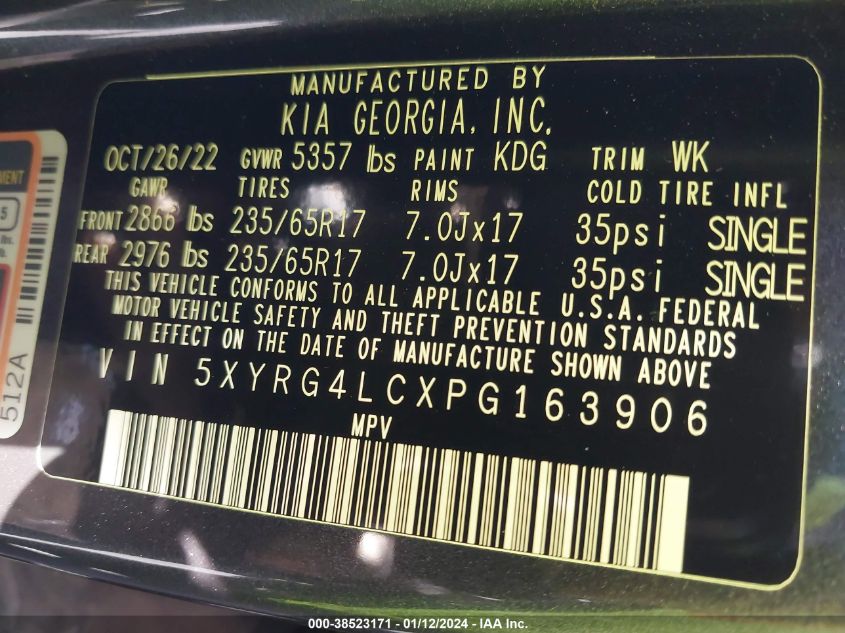 MANUFACTURED BY
KIA GEORGIA, INC.
OCT/26/22 GVWR 5357 lbs PAINT KDG TRIM WK
GAWR TIRES RIMS COLD TIRE INFL
FRONT 2866 lbs 235/65R17 7.0Jx17 35psi SINGLE
REAR 2976 lbs 235/65R17 7.0Jx17 35psi SINGLE
THIS VEHICLE CONFORMS TO ALL APPLICABLE U.S.A. FEDERAL
MOTOR VEHICLE SAFETY AND THEFT PREVENTION STANDARDS
IN EFFECT ON THE DATE OF MANUFACTURE SHOWN ABOVE
VIN 5XYRG4LCXPG163906
MPV
512A
000-38523171 - 01/12/2024 - IAA Inc.